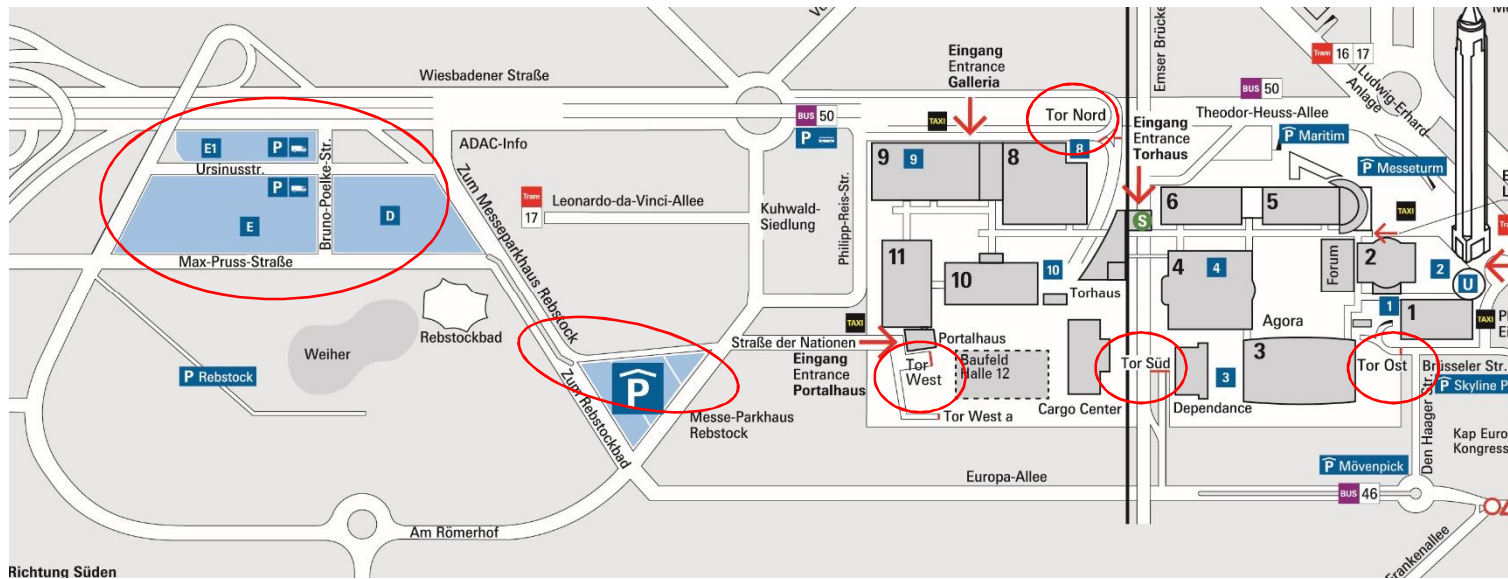 Wiesbadener Straße
E1
P
Ursinusstr.
P
E
D
Bruno-Poelke-Str.
Max-Pruss-Straße
ADAC-Info
Zum Messeparkhaus Rebstock
Tram 17
Leonardo-da-Vinci-Allee
Kuhwald-
Siedlung
BUS 50
P
Philipp-Reis-Str.
Weiher
Rebstockbad
P Rebstock
Zum Rebstockbad
P
Messe-Parkhaus
Rebstock
Am Römerhof
Richtung Süden
Europa-Allee
Eingang
Entrance
Galleria
TAXI
Tor Nord
8
9
9
8
11
10
10
TAXI
Straße der Nationen
Eingang
Entrance
Portalhaus
Portalhaus
Tor
West
Baufeld
Halle 12
Tor West a
Cargo Center
Emser Brücke
Eingang
Entrance
Torhaus
S
Torhaus
Tor Süd
Dependance
3
Tram 16 17
BUS 50
Theodor-Heuss-Allee
Ludwig-Erhard
Anlage
P Maritim
P Messeturm
6
5
TAXI
4
4
Forum
2
2
U
Agora
3
1
1
TAXI
Tor Ost
Brüsseler Str.
P Skyline P
Den Haager Str.
Kap Euro
Kongress
P Mövenpick
BUS 46
Frankenallee